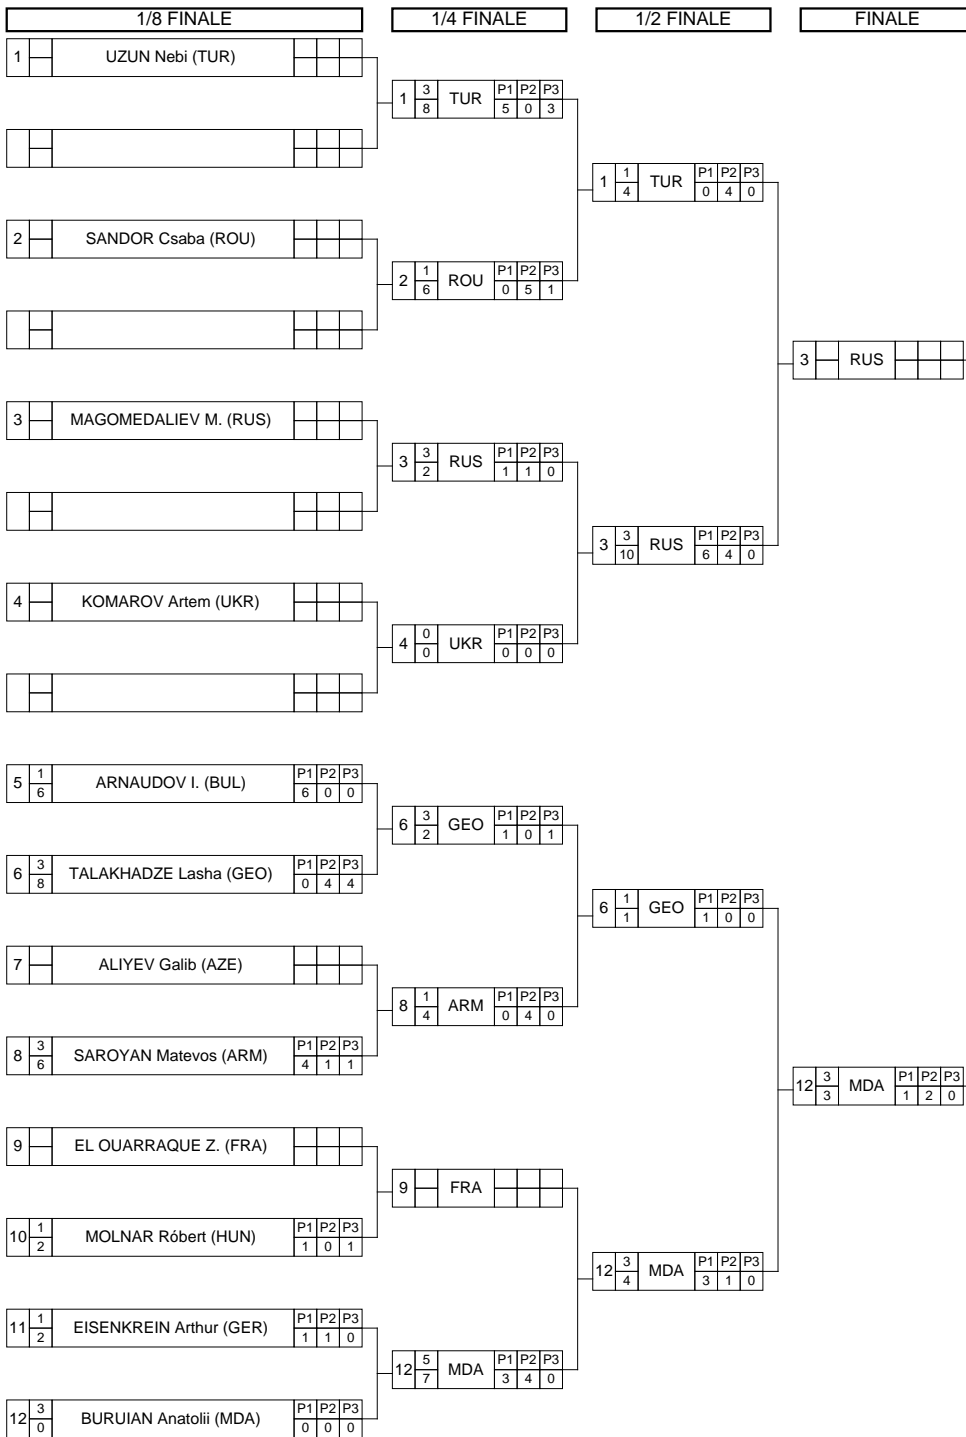 1/8 FINALE 1/4 FINALE 1/2 FINALE FINALE
1 UZUN Nebi (TUR)
1 3 8 TUR P1 P2 P3 5 0 3
1 1 4 TUR P1 P2 P3 0 4 0
2 SANDOR Csaba (ROU)
2 1 6 ROU P1 P2 P3 0 5 1
3 RUS
3 MAGOMEDALIEV M. (RUS)
3 3 2 RUS P1 P2 P3 1 1 0
3 3 10 RUS P1 P2 P3 6 4 0
4 KOMAROV Artem (UKR)
4 0 0 UKR P1 P2 P3 0 0 0
5 1 6 ARNAUDOV I. (BUL) P1 P2 P3 6 0 0
6 3 2 GEO P1 P2 P3 1 0 1
6 3 8 TALAKHADZE Lasha (GEO) P1 P2 P3 0 4 4
6 1 1 GEO P1 P2 P3 1 0 0
7 ALIYEV Galib (AZE)
8 1 4 ARM P1 P2 P3 0 4 0
8 3 6 SAROYAN Matevos (ARM) P1 P2 P3 4 1 1
12 3 3 MDA P1 P2 P3 1 2 0
9 EL OUARRAQUE Z. (FRA)
9 FRA
10 1 2 MOLNAR Róbert (HUN) P1 P2 P3 1 0 1
12 3 4 MDA P1 P2 P3 3 1 0
11 1 2 EISENKREIN Arthur (GER) P1 P2 P3 1 1 0
12 5 7 MDA P1 P2 P3 3 4 0
12 3 0 BURUIAN Anatolii (MDA) P1 P2 P3 0 0 0